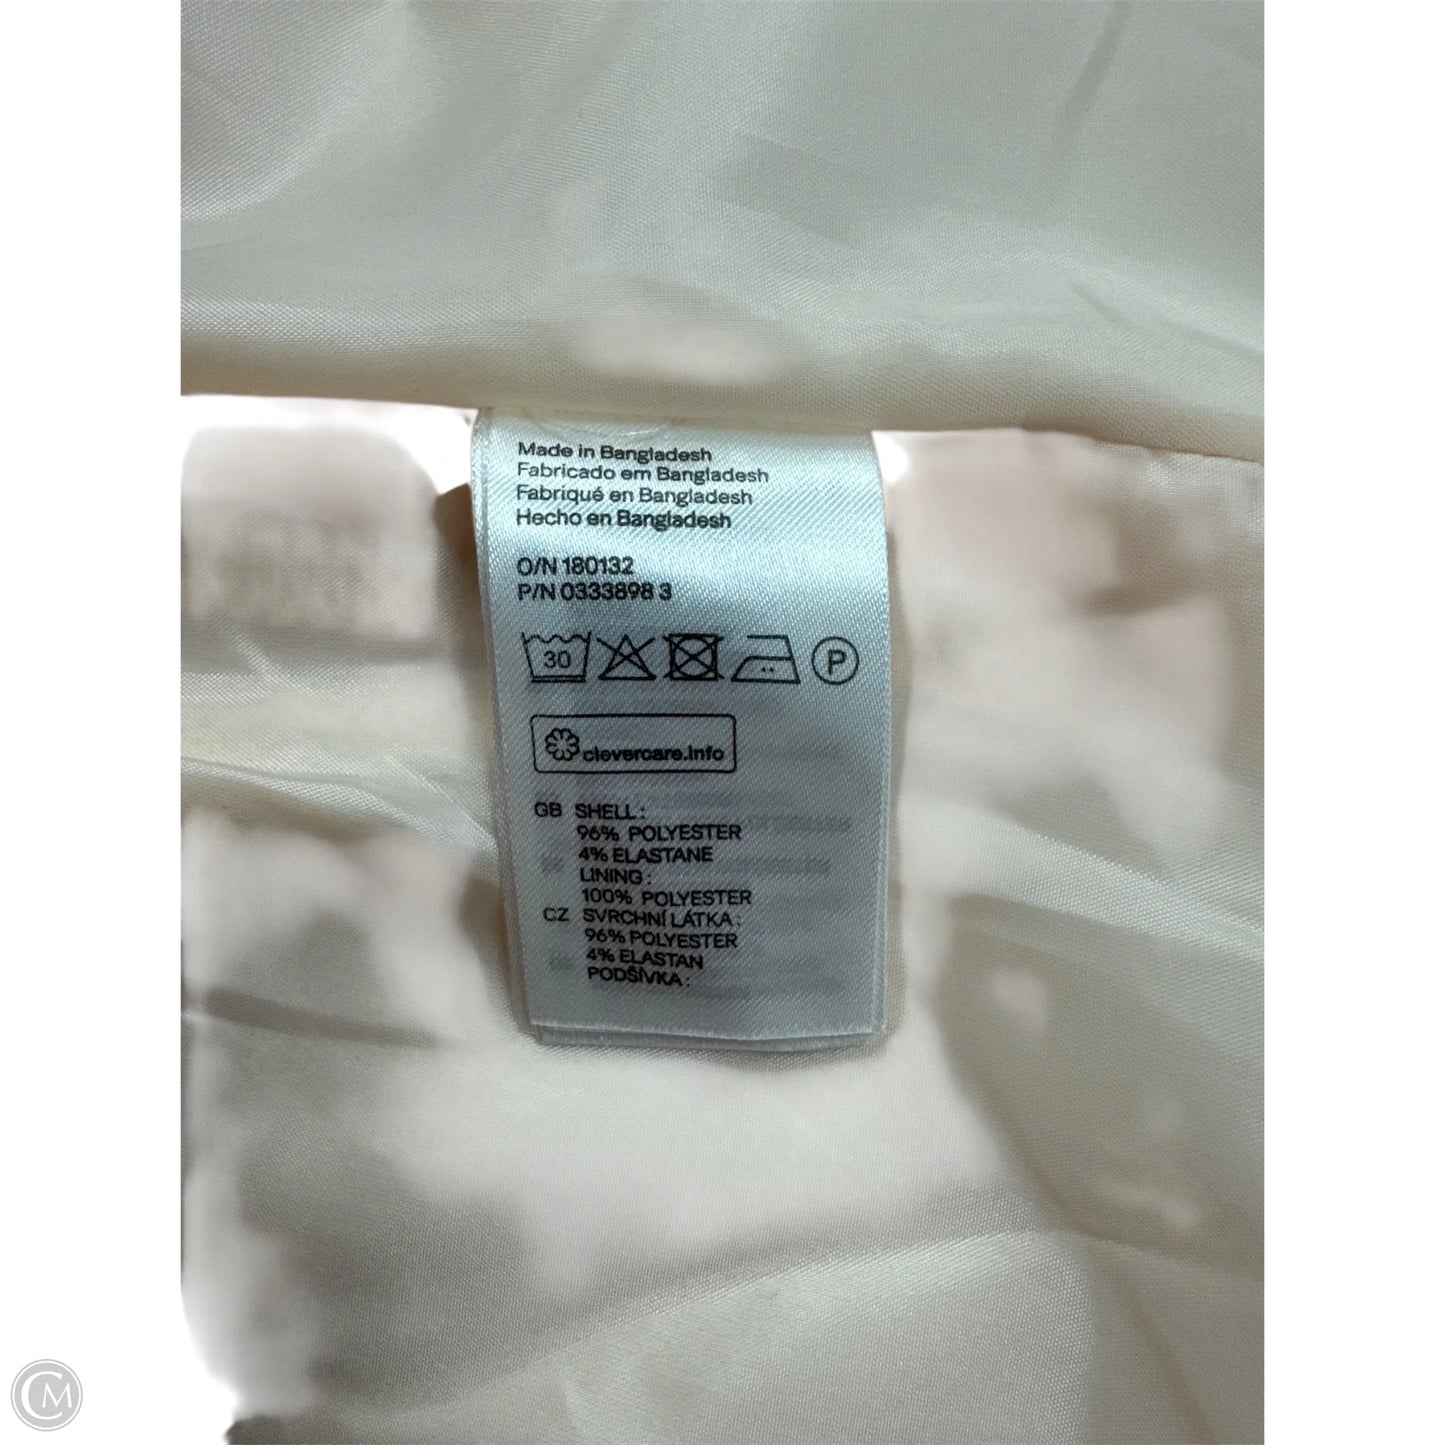 Made in Bangladesh
Fabricado em Bangladesh
Fabriqué en Bangladesh
Hecho en Bangladesh
O/N 180132
P/N 0333898 3
30
P
clevercare.info
GB SHELL:
96% POLYESTER
4% ELASTANE
LINING:
100% POLYESTER
CZ SVRCHNÍ LÁTKA:
96% POLYESTER
4% ELASTAN
PODŠÍVKA:
CM